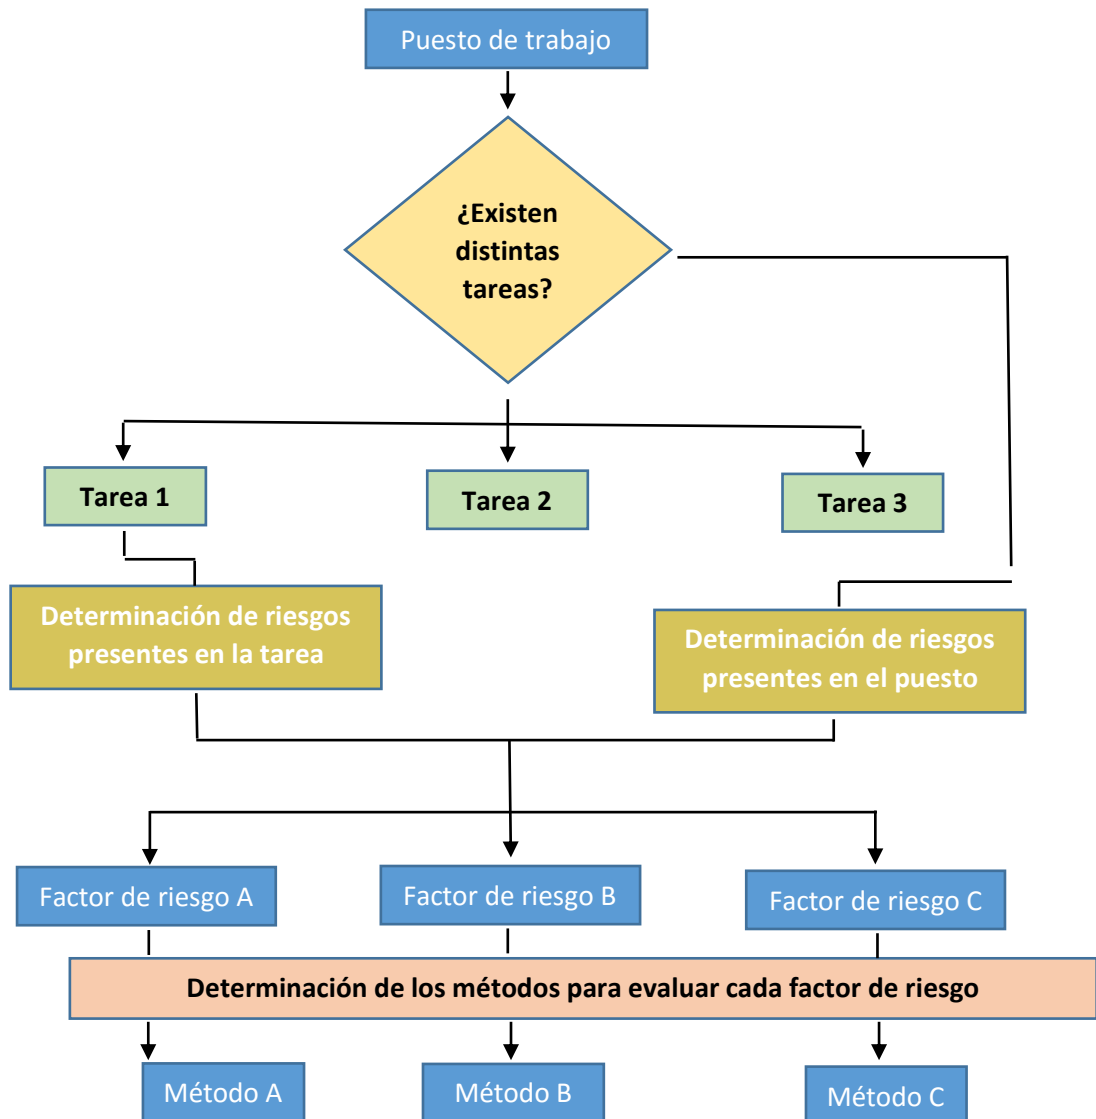 Puesto de trabajo
¿Existen
distintas
tareas?
Tarea 1
Tarea 2
Tarea 3
Determinación de riesgos
presentes en la tarea
Determinación de riesgos
presentes en el puesto
Factor de riesgo A
Factor de riesgo B
Factor de riesgo C
Determinación de los métodos para evaluar cada factor de riesgo
Método A
Método B
Método C